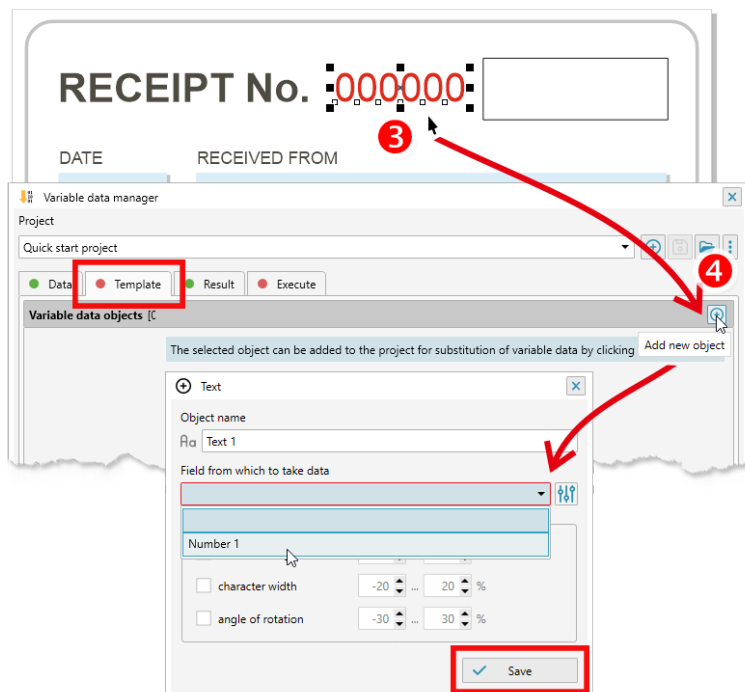 RECEIPT No. 000000
3
DATE RECEIVED FROM
Variable data manager
Project
Quick start project
4
Data Template Result Execute
Variable data objects [
Add new object
The selected object can be added to the project for substitution of variable data by clicking
Text
Object name
Aa Text 1
Field from which to take data
Number 1
character width -20 ... 20 %
angle of rotation -30 ... 30 %
Save